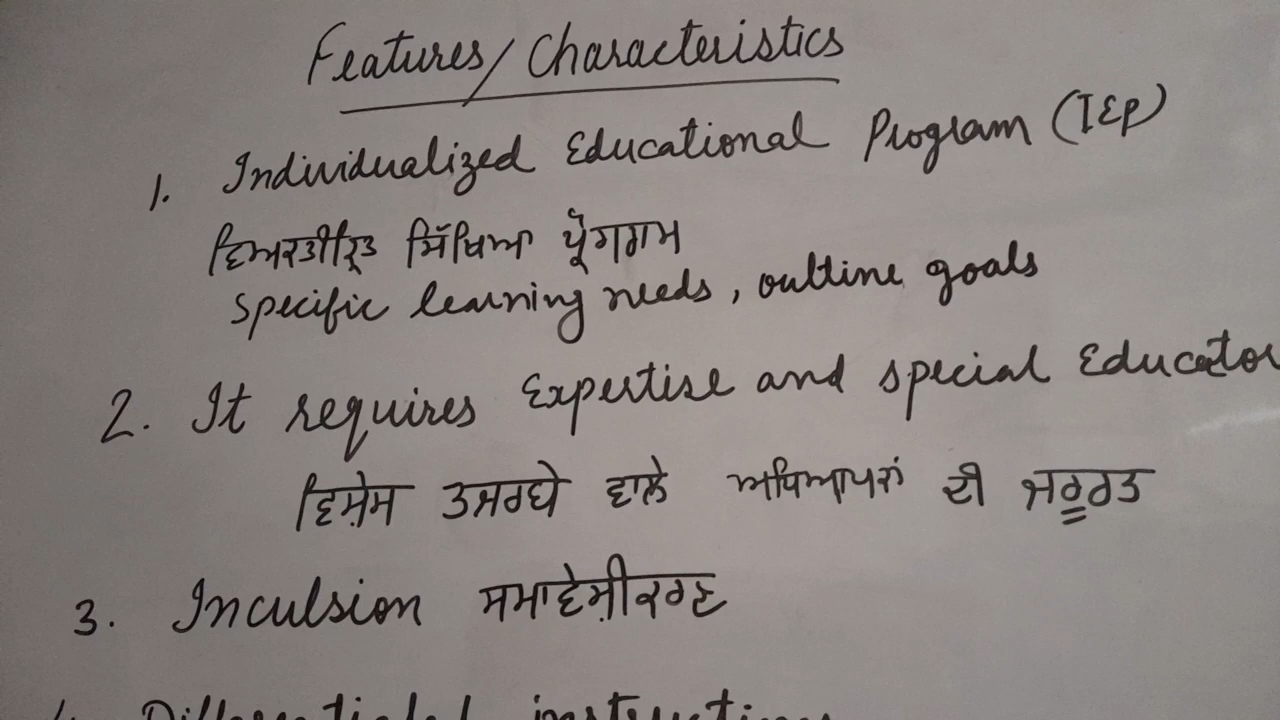 Features/Characteristics
1. Individualized Educational Program (IEP)
ਵਿਅਕਤੀਕ੍ਰਿਤ ਸਿੱਖਿਆ ਪ੍ਰੋਗਰਾਮ
specific learning needs, outline goals
2. It requires Expertise and special Educator
ਵਿਸ਼ੇਸ ਤਜਰਬੇ ਵਾਲੇ ਅਧਿਆਪਕਾਂ ਦੀ ਜਰੂਰਤ
3. Inculsion ਸਮਾਵੇਸ਼ੀਕਰਣ